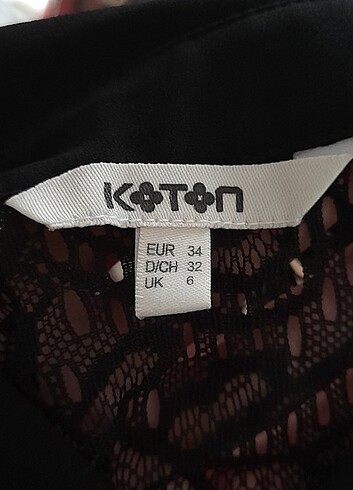 KOTON
EUR 34
D/CH 32
UK 6